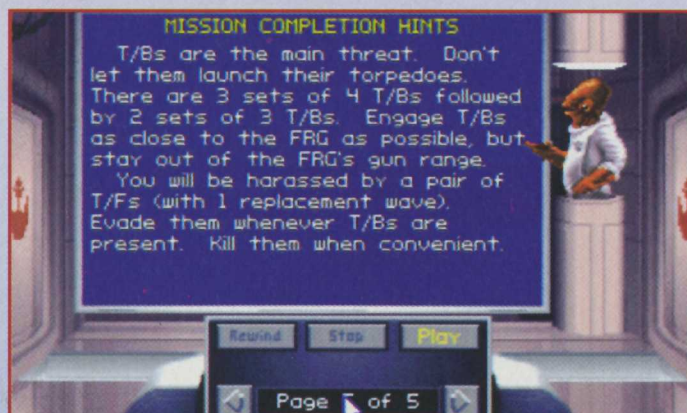 MISSION COMPLETION HINTS
T/Bs are the main threat. Don't
let them launch their torpedoes.
There are 3 sets of 4 T/Bs followed
by 2 sets of 3 T/Bs. Engage T/Bs
as close to the FRG as possible, but
stay out of the FRG's gun range.
You will be harassed by a pair of
T/Fs (with 1 replacement wave).
Evade them whenever T/Bs are
present. Kill them when convenient.
Rewind Stop Play
Page of 5